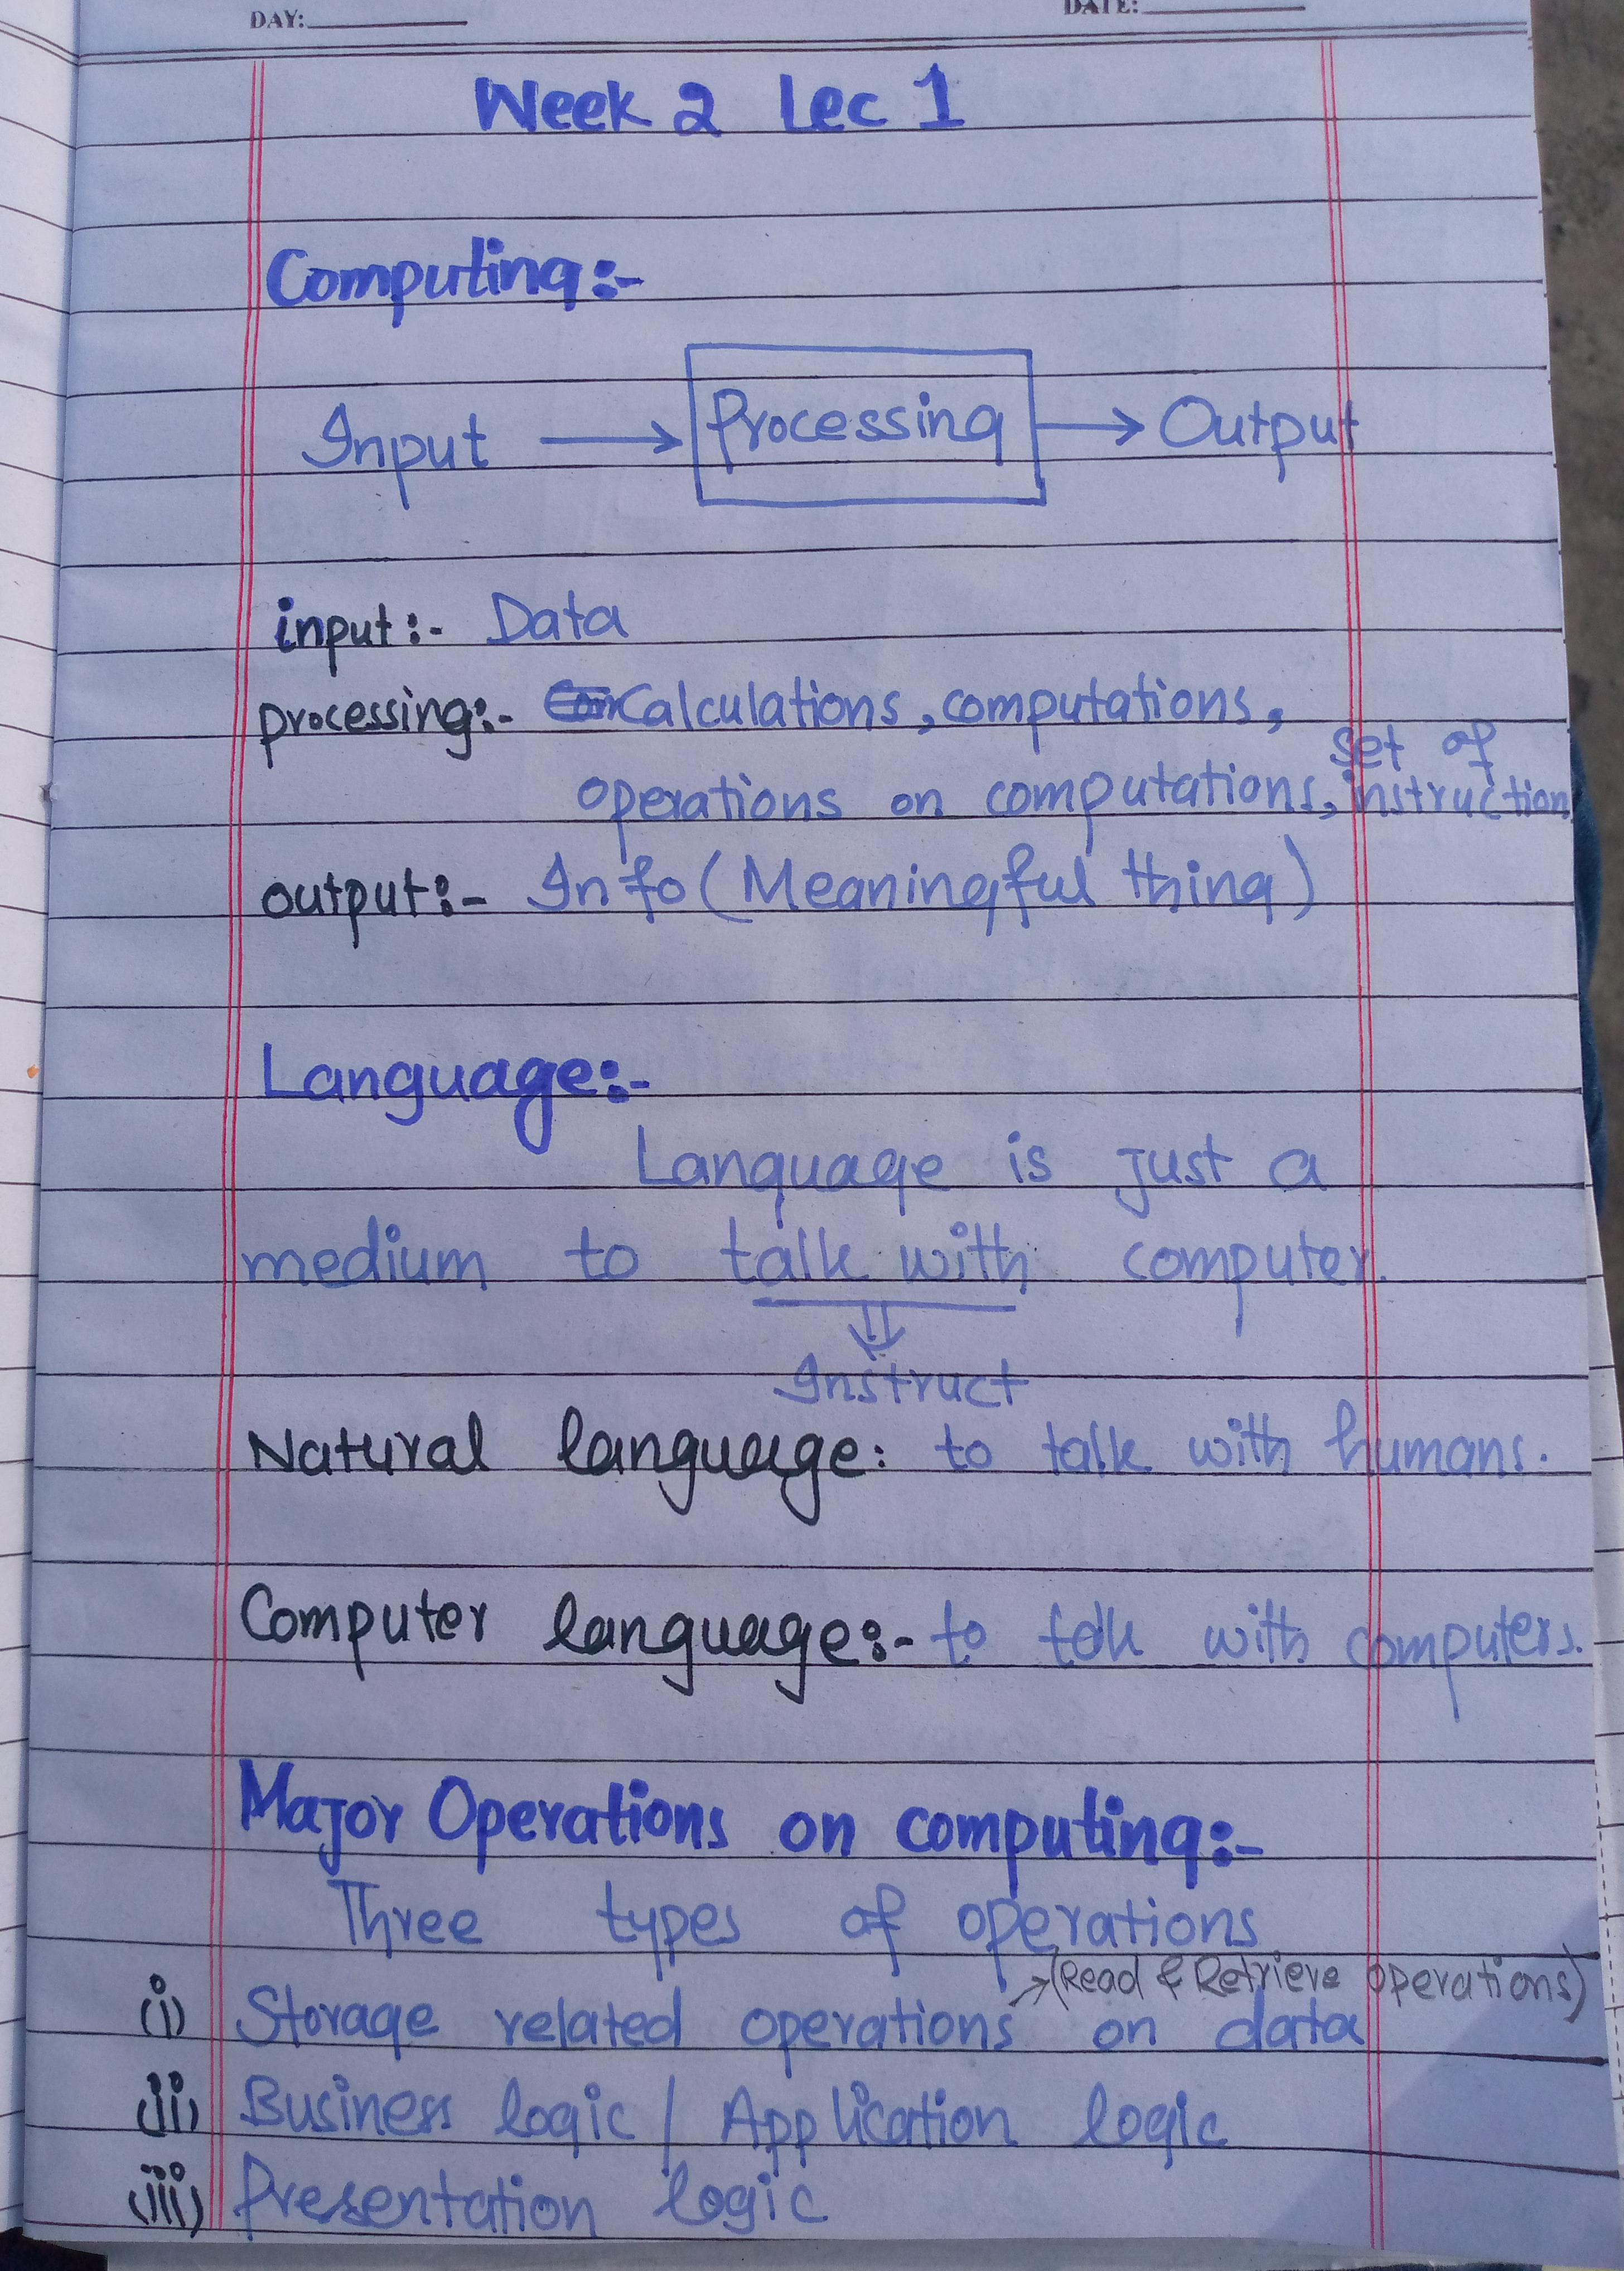 DAY: DATE:
Week 2 Lec 1
Computing:-
Input → Processing → Output
input:- Data
processing:- Calculations, computations,
operations on computations, set of instruction
output:- Info (Meaningful thing)
Language:-
Language is just a
medium to talk with computer.
Instruct
Natural language: to talk with humans.
Computer language:- to talk with computers.
Major Operations on computing:-
Three types of operations
→(Read & Retrieve operations)
(i) Storage related operations on data
(ii) Business logic / Application logic
(iii) Presentation logic